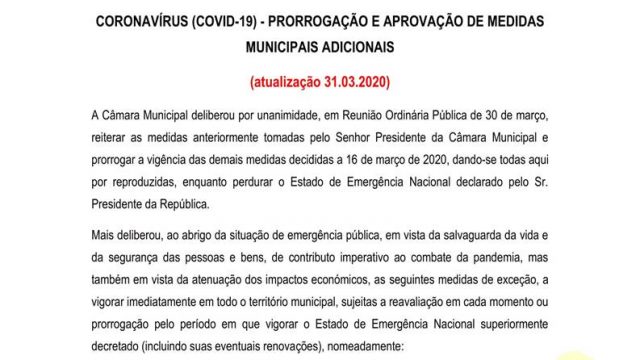 CORONAVÍRUS (COVID-19) - PRORROGAÇÃO E APROVAÇÃO DE MEDIDAS
MUNICIPAIS ADICIONAIS
(atualização 31.03.2020)
A Câmara Municipal deliberou por unanimidade, em Reunião Ordinária Pública de 30 de março,
reiterar as medidas anteriormente tomadas pelo Senhor Presidente da Câmara Municipal e
prorrogar a vigência das demais medidas decididas a 16 de março de 2020, dando-se todas aqui
por reproduzidas, enquanto perdurar o Estado de Emergência Nacional declarado pelo Sr.
Presidente da República.
Mais deliberou, ao abrigo da situação de emergência pública, em vista da salvaguarda da vida e
da segurança das pessoas e bens, de contributo imperativo ao combate da pandemia, mas
também em vista da atenuação dos impactos económicos, as seguintes medidas de exceção, a
vigorar imediatamente em todo o território municipal, sujeitas a reavaliação em cada momento ou
prorrogação pelo período em que vigorar o Estado de Emergência Nacional superiormente
decretado (incluindo suas eventuais renovações), nomeadamente: